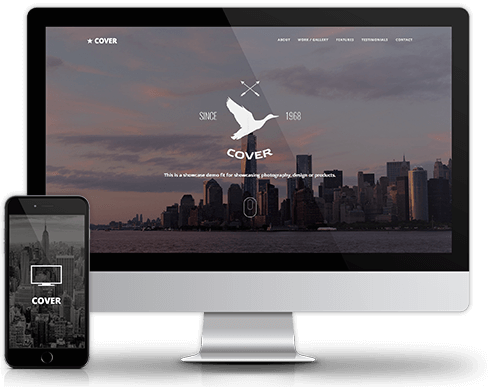 ★ COVER
ABOUT WORK / GALLERY FEATURES TESTIMONIALS CONTACT
SINCE 1968
COVER
This is a showcase demo fit for showcasing photography, design or products.
COVER